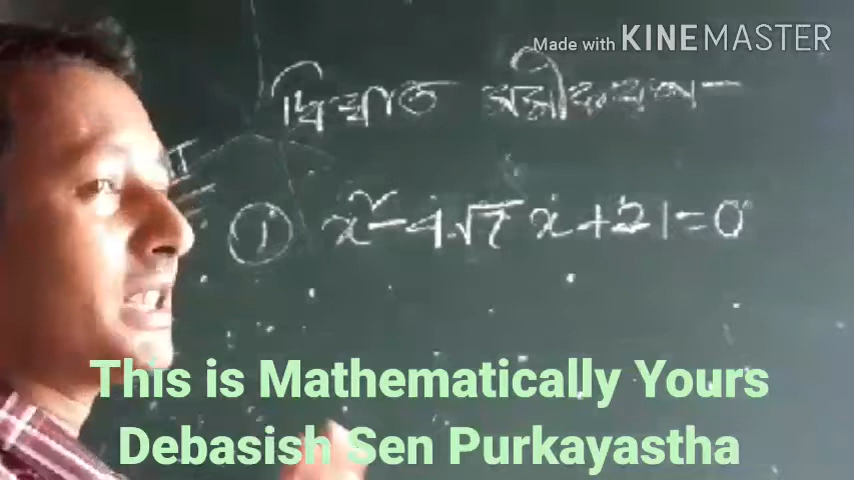 Made with KINEMASTER
দ্বিঘাত সমীকরণ—
① x² - 4√7 x + 21 = 0
This is Mathematically Yours
Debasish Sen Purkayastha